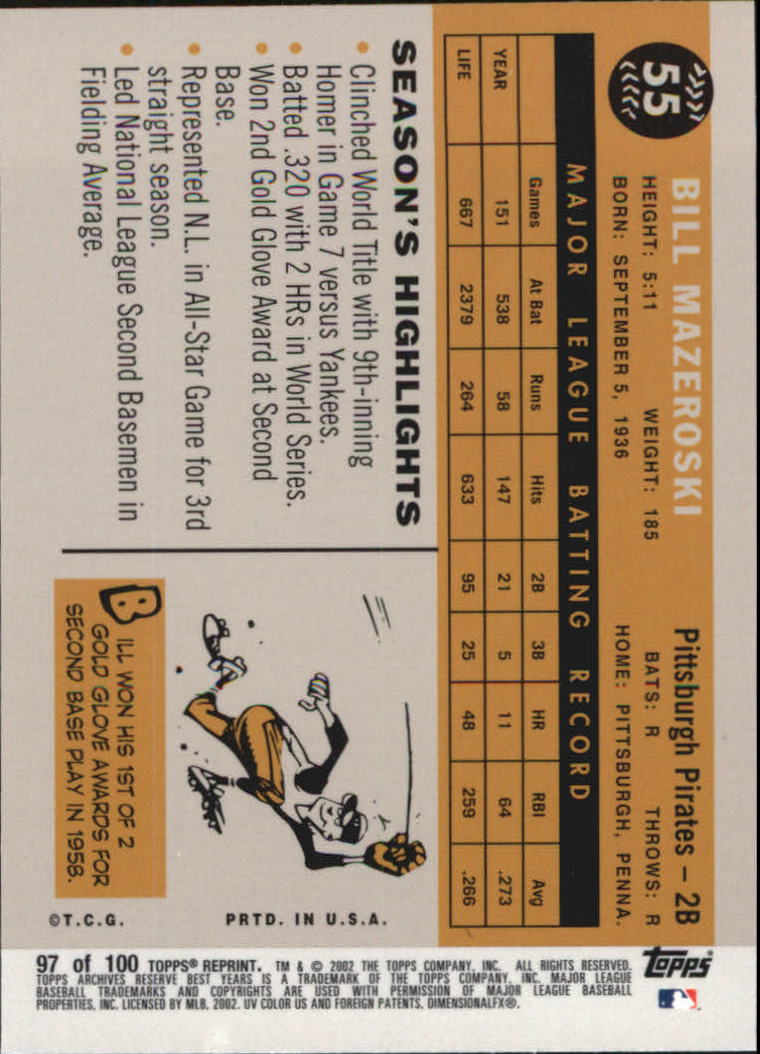 55
BILL MAZEROSKI
Pittsburgh Pirates – 2B
HEIGHT: 5:11 WEIGHT: 185 BATS: R THROWS: R
BORN: SEPTEMBER 5, 1936 HOME: PITTSBURGH, PENNA.
MAJOR LEAGUE BATTING RECORD
Games At Bat Runs Hits 2B 3B HR RBI Avg
YEAR 151 538 58 147 21 5 11 64 .273
LIFE 667 2379 264 633 95 25 48 259 .266
SEASON'S HIGHLIGHTS
• Clinched World Title with 9th-inning
Homer in Game 7 versus Yankees.
• Batted .320 with 2 HRs in World Series.
• Won 2nd Gold Glove Award at Second
Base.
• Represented N.L. in All-Star Game for 3rd
straight season.
• Led National League Second Basemen in
Fielding Average.
BILL WON HIS 1ST OF 2
GOLD GLOVE AWARDS FOR
SECOND BASE PLAY IN 1958.
PRTD. IN U.S.A.
©T.C.G.
Topps
97 of 100 TOPPS® REPRINT. TM & © 2002 THE TOPPS COMPANY, INC. ALL RIGHTS RESERVED.
TOPPS ARCHIVES RESERVE BEST YEARS IS A TRADEMARK OF THE TOPPS COMPANY, INC. MAJOR LEAGUE
BASEBALL TRADEMARKS AND COPYRIGHTS ARE USED WITH PERMISSION OF MAJOR LEAGUE BASEBALL
PROPERTIES, INC. LICENSED BY MLB, 2002. UV COLOR US AND FOREIGN PATENTS, DIMENSIONALFX®.